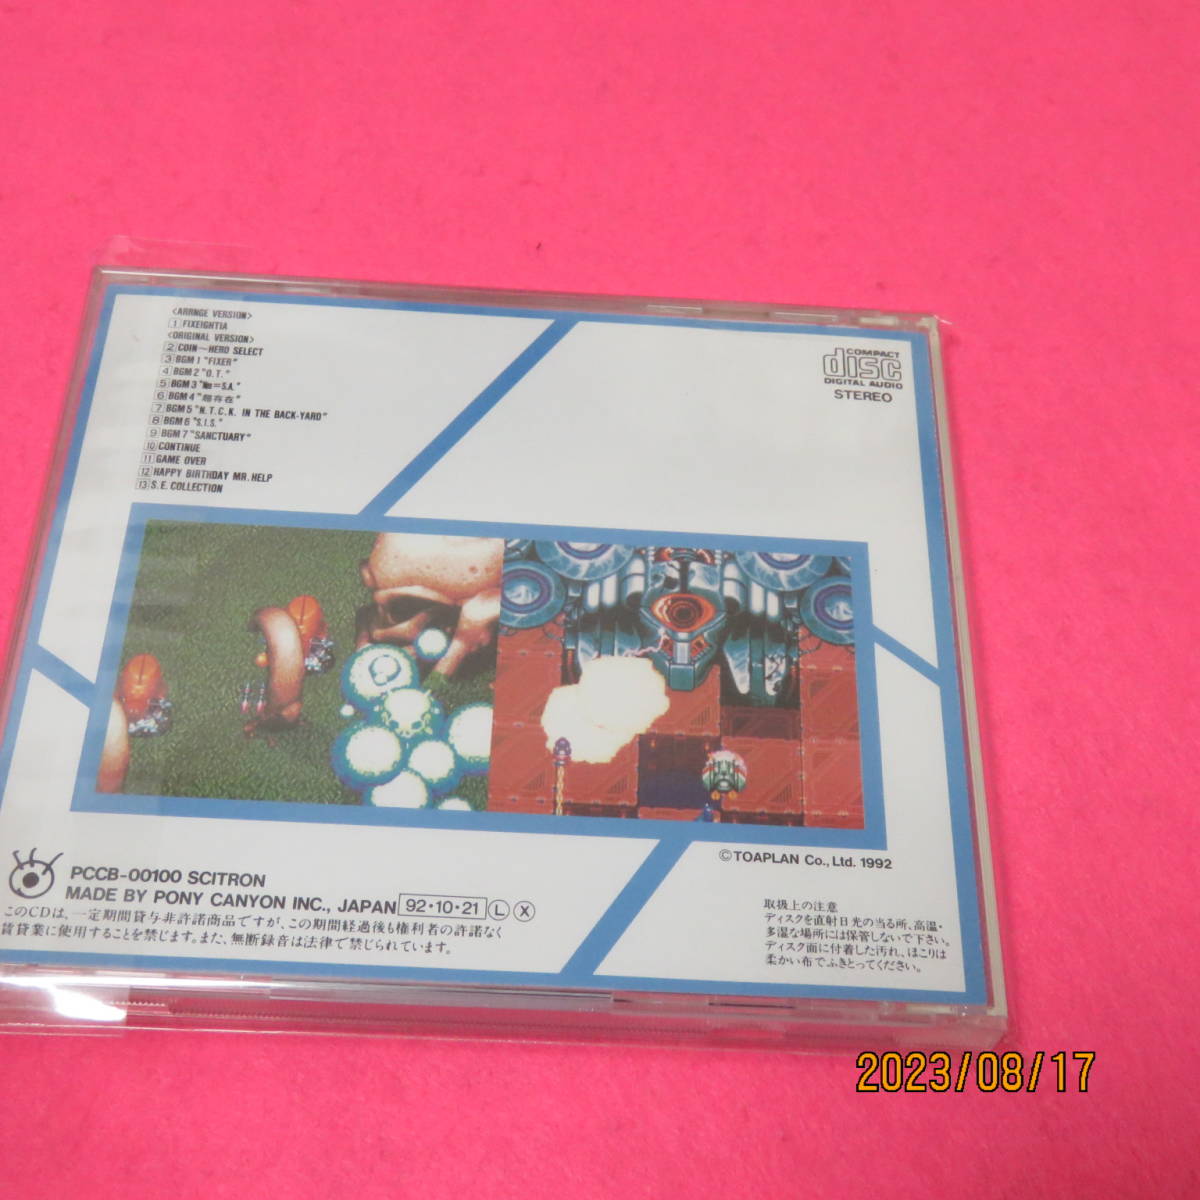 <ARRNGE VERSION>
1 FIXEIGHTIA
<ORIGINAL VERSION>
2 COIN~HERO SELECT
3 BGM 1 "FIXER"
4 BGM 2 "O.T."
5 BGM 3 "No=S.A."
6 BGM 4 "超存在"
7 BGM 5 "N.T.C.K. IN THE BACK-YARD"
8 BGM 6 "S.I.S."
9 BGM 7 "SANCTUARY"
10 CONTINUE
11 GAME OVER
12 HAPPY BIRTHDAY MR. HELP
13 S.E. COLLECTION
COMPACT
disc
DIGITAL AUDIO
STEREO
©TOAPLAN Co., Ltd. 1992
PCCB-00100 SCITRON
MADE BY PONY CANYON INC., JAPAN 92・10・21 L X
このCDは、一定期間貸与非許諾商品ですが、この期間経過後も権利者の許諾なく
賃貸業に使用することを禁じます。また、無断録音は法律で禁じられています。
取扱上の注意
ディスクを直射日光の当る所、高温・
多湿な場所には保管しないで下さい。
ディスク面に付着した汚れ、ほこりは
柔かい布でふきとってください。
2023/08/17